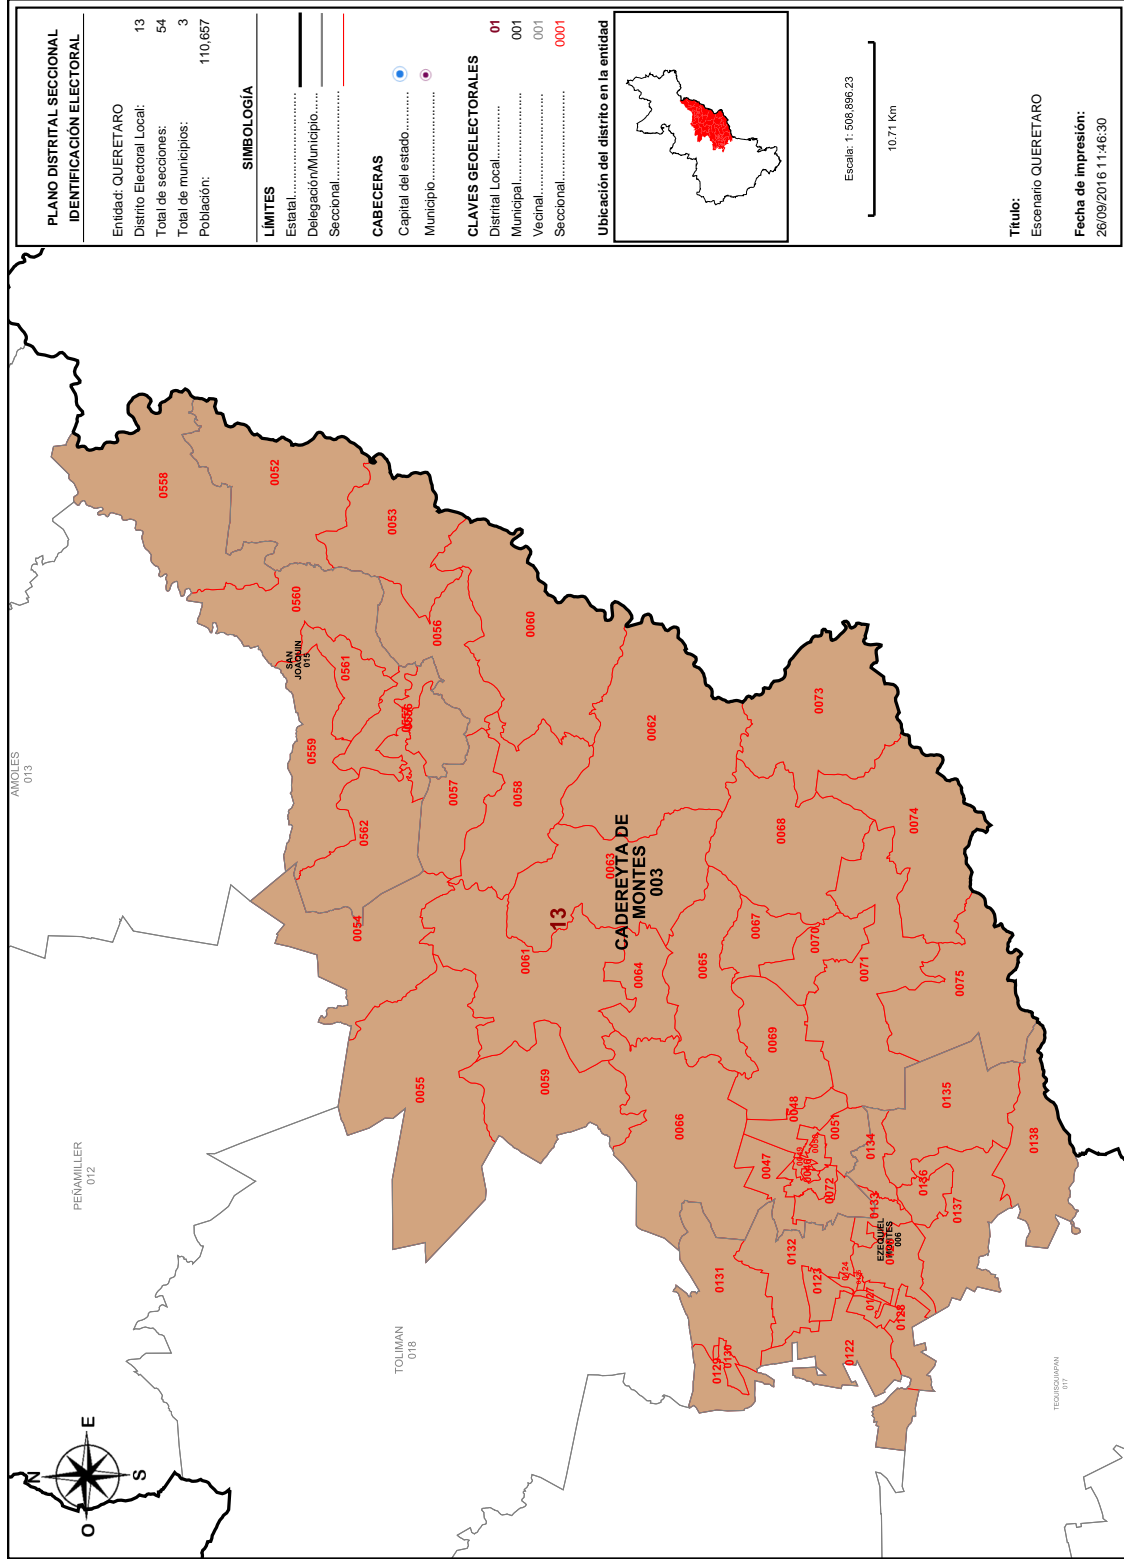 PLANO DISTRITAL SECCIONAL
IDENTIFICACIÓN ELECTORAL
Entidad: QUERETARO
Distrito Electoral Local: 13
Total de secciones: 54
Total de municipios: 3
Población: 110,657
SIMBOLOGÍA
LÍMITES
Estatal
Delegación/Municipio
Seccional
CABECERAS
Capital del estado
Municipio
CLAVES GEOELECTORALES
Distrital Local 01
Municipal 001
Vecinal 001
Seccional 0001
Ubicación del distrito en la entidad
Escala: 1: 508,896.23
10.71 Km
Título:
Escenario QUERETARO
Fecha de impresión:
26/09/2016 11:46:30
N
E
S
O
AMOLES
013
PEÑAMILLER
012
TOLIMAN
018
TEQUISQUIAPAN
017
SAN
JOAQUIN
015
CADEREYTA DE
MONTES
003
13
EZEQUIEL
MONTES
006
0558
0052
0053
0560
0561
0056
0060
0559
0562
0057
0058
0062
0073
0054
0063
0068
0074
0061
0064
0065
0067
0070
0071
0075
0055
0059
0066
0069
0048
0051
0047
0072
0134
0135
0138
0133
0136
0137
0132
0131
0123
0124
0127
0128
0122
0129
0130